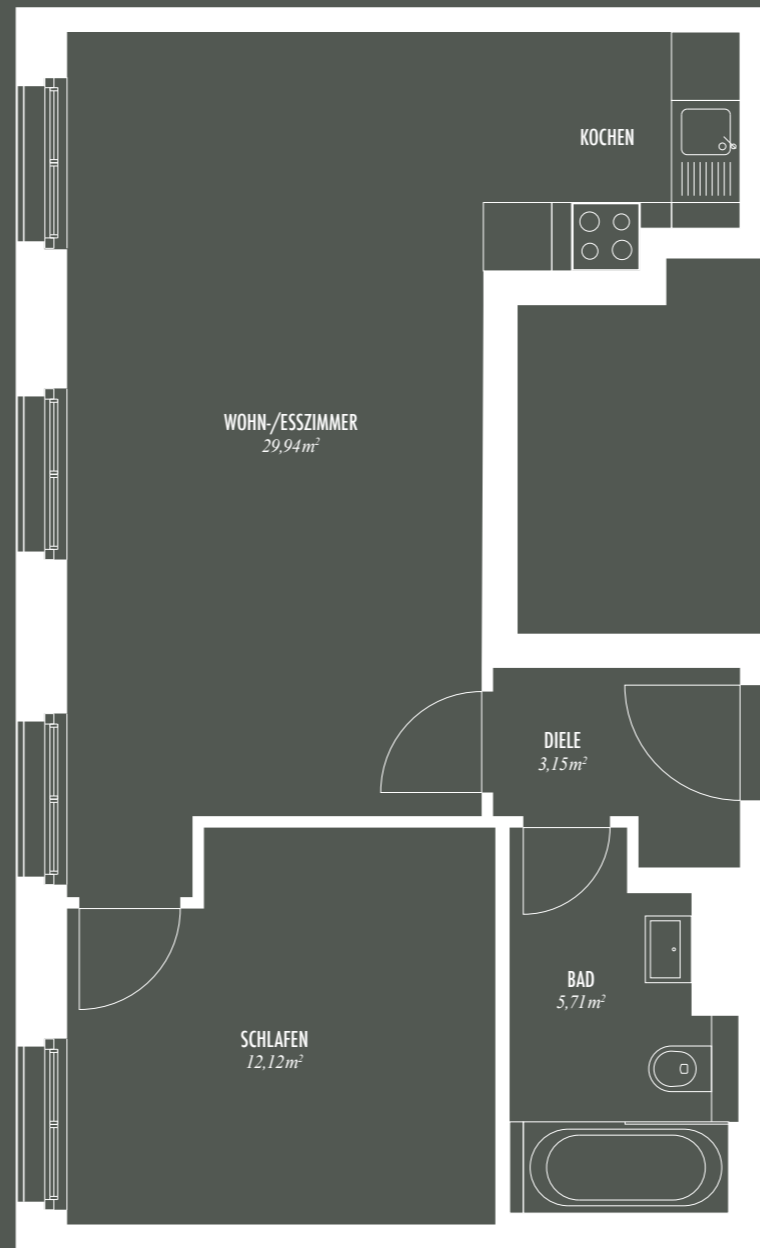 KOCHEN
WOHN-/ESSZIMMER
29,94m²
DIELE
3,15m²
BAD
5,71m²
SCHLAFEN
12,12m²